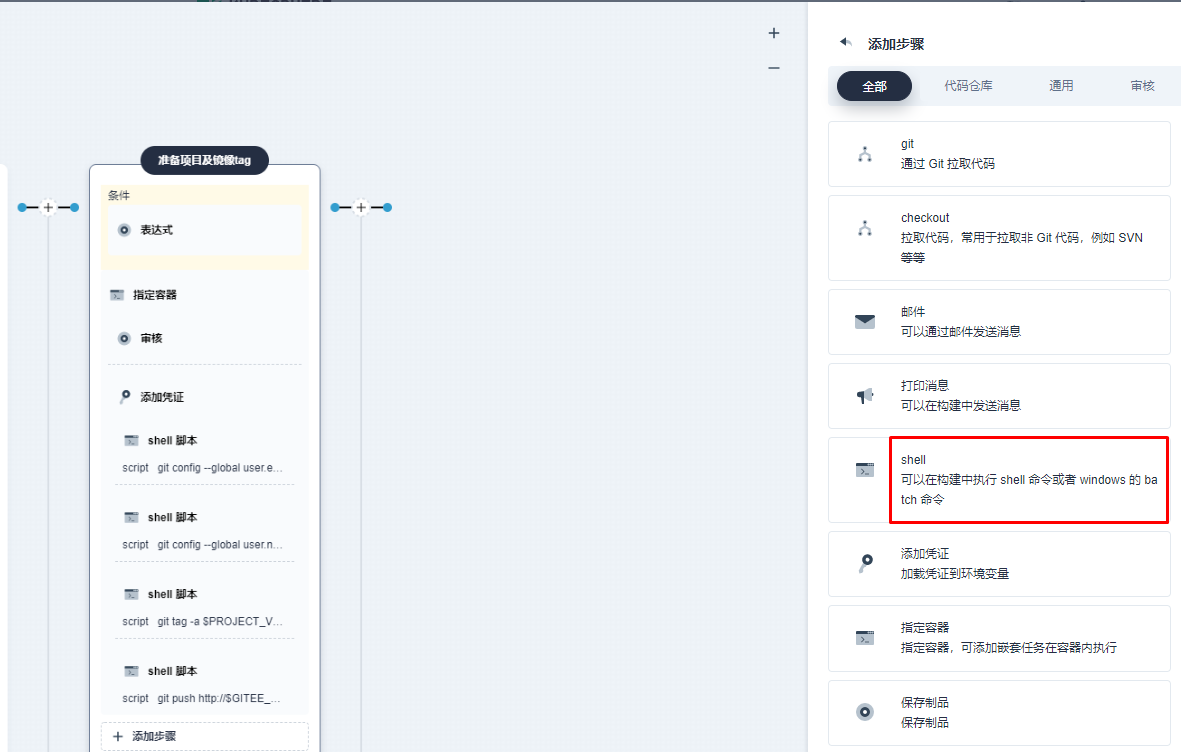 准备项目及镜像tag
条件
表达式
指定容器
审核
添加凭证
shell 脚本
script git config --global user.e...
shell 脚本
script git config --global user.n...
shell 脚本
script git tag -a $PROJECT_V...
shell 脚本
script git push http://$GITEE_...
添加步骤
添加步骤
全部 代码仓库 通用 审核
git
通过 Git 拉取代码
checkout
拉取代码，常用于拉取非 Git 代码，例如 SVN
等等
邮件
可以通过邮件发送消息
打印消息
可以在构建中发送消息
shell
可以在构建中执行 shell 命令或者 windows 的 ba
tch 命令
添加凭证
加载凭证到环境变量
指定容器
指定容器，可添加嵌套任务在容器内执行
保存制品
保存制品